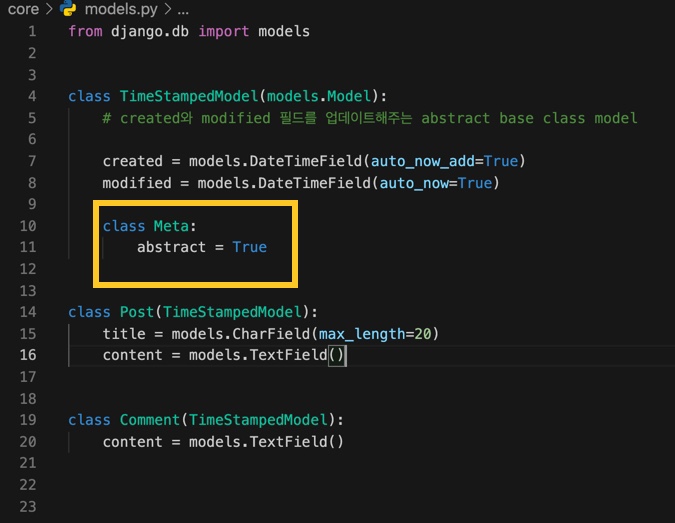 core > models.py > ...
1 from django.db import models
2
3
4 class TimeStampedModel(models.Model):
5     # created와 modified 필드를 업데이트해주는 abstract base class model
6
7     created = models.DateTimeField(auto_now_add=True)
8     modified = models.DateTimeField(auto_now=True)
9
10     class Meta:
11         abstract = True
12
13
14 class Post(TimeStampedModel):
15     title = models.CharField(max_length=20)
16     content = models.TextField()
17
18
19 class Comment(TimeStampedModel):
20     content = models.TextField()
21
22
23